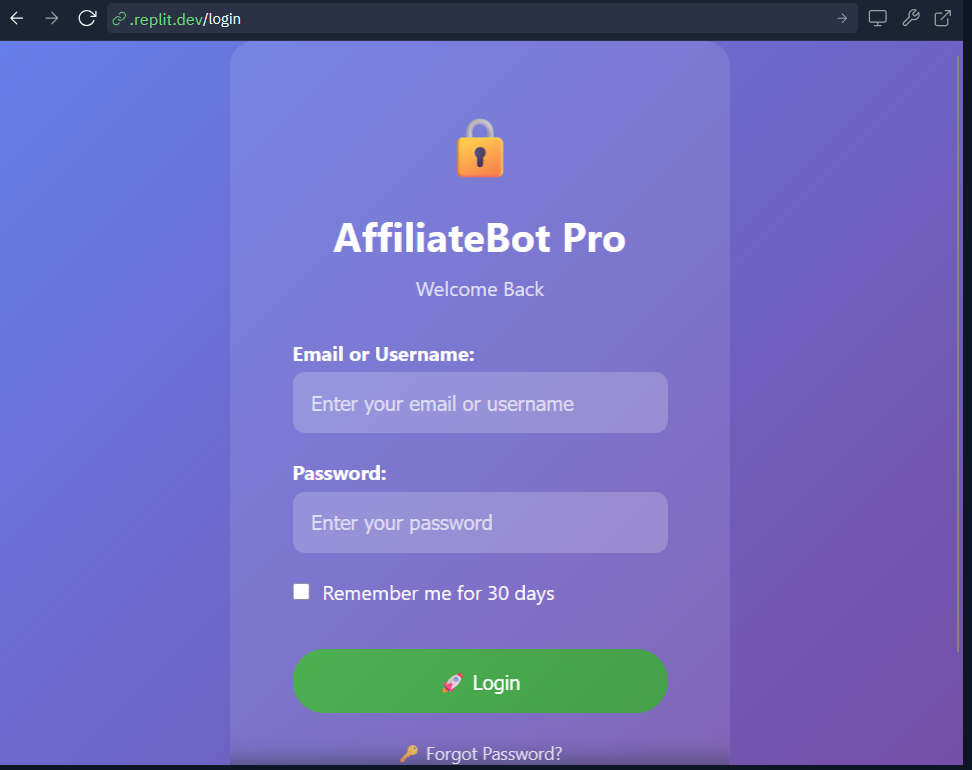 .replit.dev/login
AffiliateBot Pro
Welcome Back
Email or Username:
Enter your email or username
Password:
Enter your password
Remember me for 30 days
🚀 Login
🔑 Forgot Password?